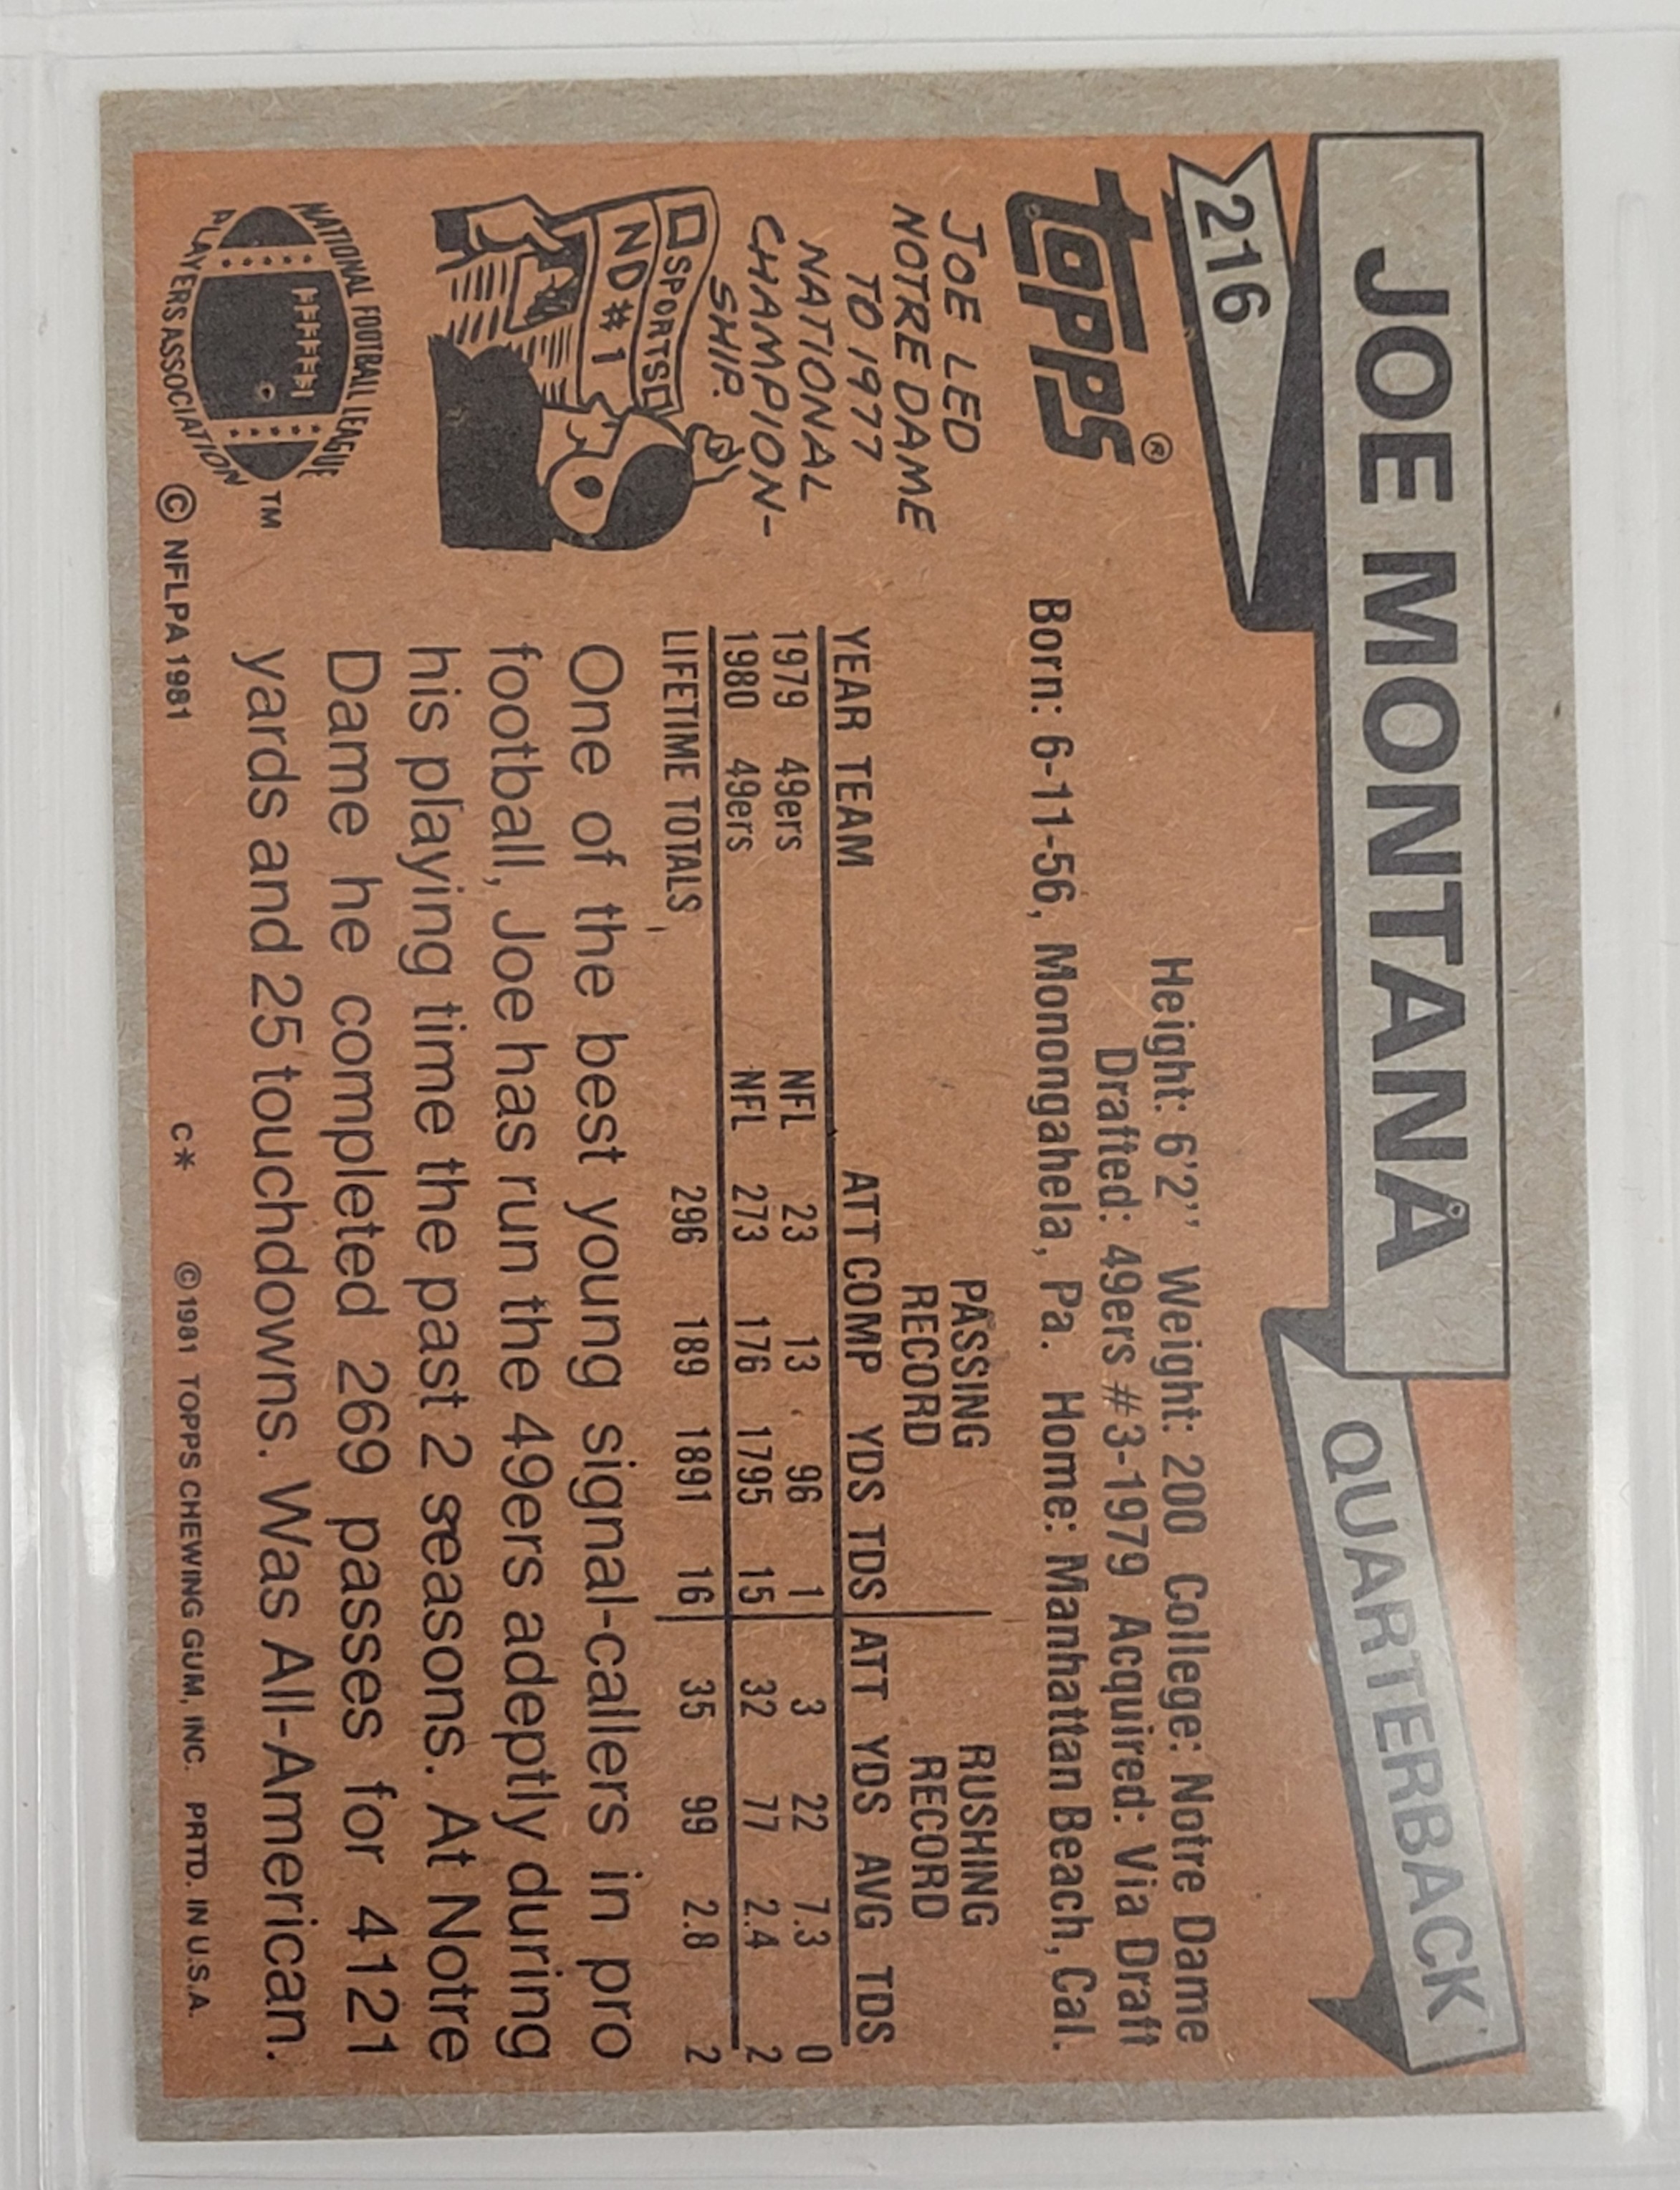 JOE MONTANA
QUARTERBACK
216
topps®
Height: 6'2'' Weight: 200 College: Notre Dame
Drafted: 49ers #3-1979 Acquired: Via Draft
Born: 6-11-56, Monongahela, Pa. Home: Manhattan Beach, Cal.
JOE LED
NOTRE DAME
TO 1977
NATIONAL
CHAMPION-
SHIP.
SPORTS
ND #1
PASSING RUSHING
RECORD RECORD
YEAR TEAM ATT COMP YDS TDS ATT YDS AVG TDS
1979 49ers NFL 23 13 96 1 3 22 7.3 0
1980 49ers NFL 273 176 1795 15 32 77 2.4 2
LIFETIME TOTALS 296 189 1891 16 35 99 2.8 2
One of the best young signal-callers in pro
football, Joe has run the 49ers adeptly during
his playing time the past 2 seasons. At Notre
Dame he completed 269 passes for 4121
yards and 25 touchdowns. Was All-American.
NATIONAL FOOTBALL LEAGUE
PLAYERS ASSOCIATION
TM
© NFLPA 1981
C* ©1981 TOPPS CHEWING GUM, INC. PRTD. IN U.S.A.